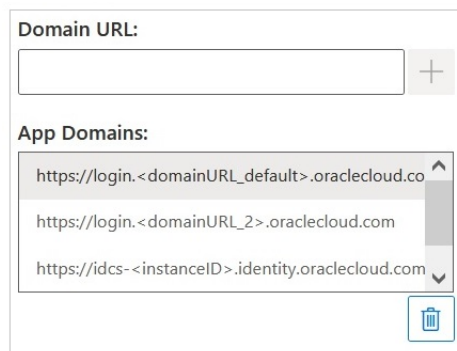 Domain URL:
App Domains:
https://login.<domainURL_default>.oraclecloud.co
https://login.<domainURL_2>.oraclecloud.com
https://idcs-<instanceID>.identity.oraclecloud.com